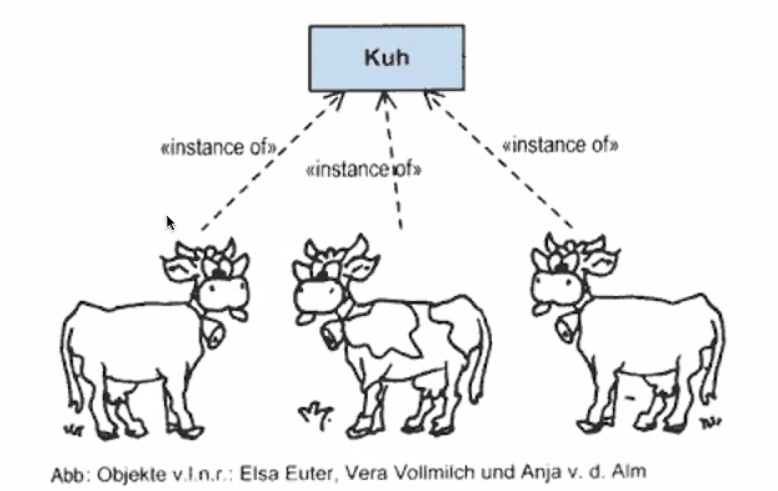 Kuh
«instance of»
«instance of»
«instance of»
Abb: Objekte v.l.n.r.: Elsa Euter, Vera Vollmilch und Anja v. d. Alm